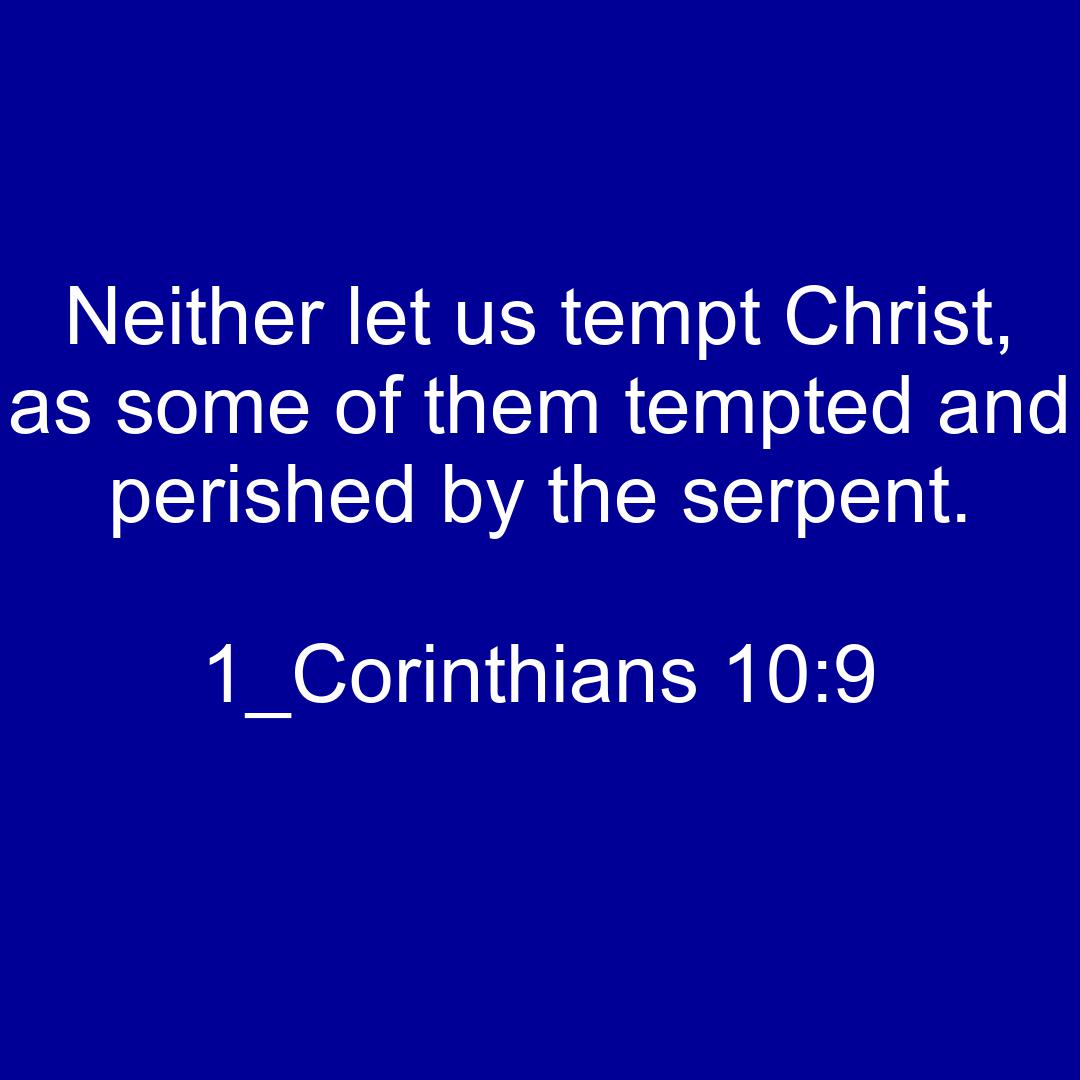 Neither let us tempt Christ,
as some of them tempted and
perished by the serpent.
1_Corinthians 10:9